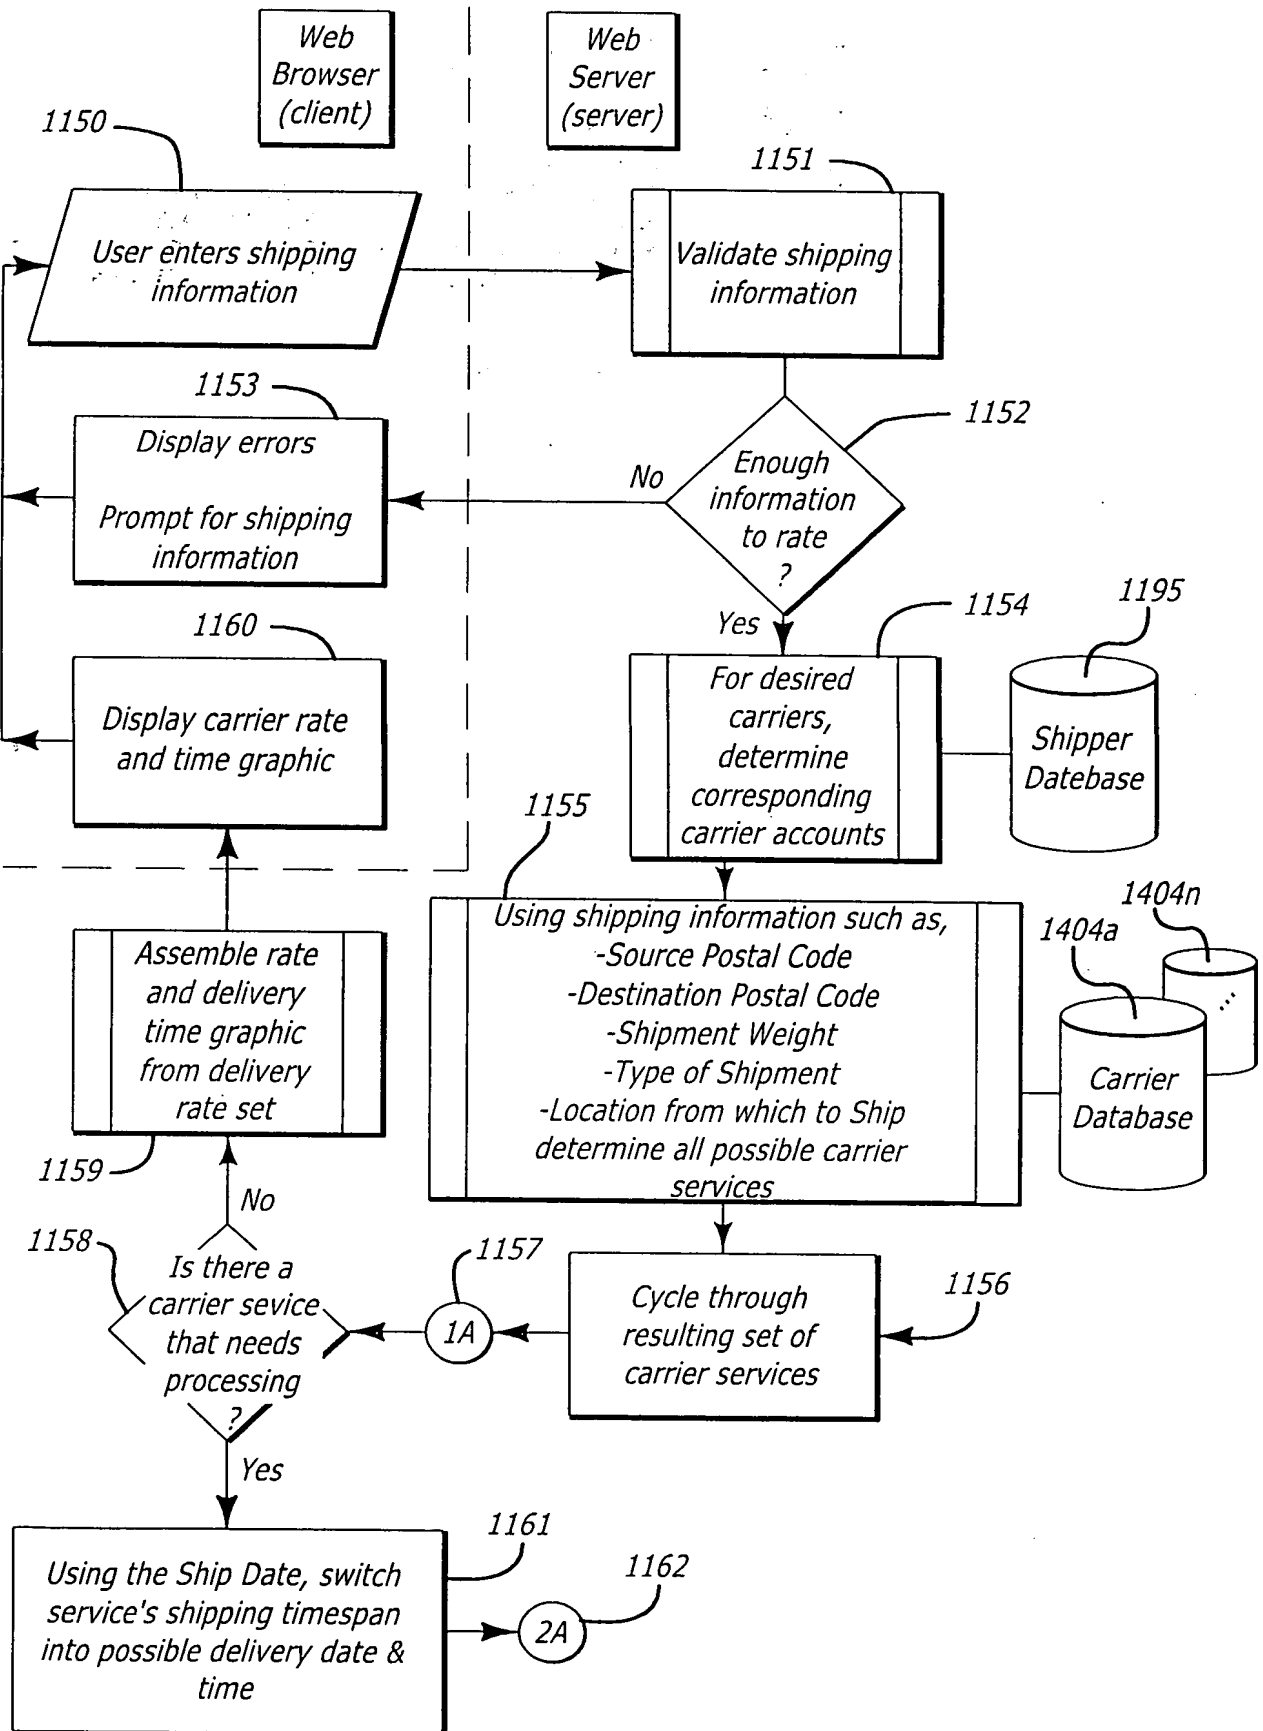 Web
Browser
(client)
Web
Server
(server)
1150
1151
User enters shipping
information
Validate shipping
information
1153
1152
Display errors
Prompt for shipping
information
No
Enough
information
to rate
?
Yes
1154
1195
1160
Display carrier rate
and time graphic
For desired
carriers,
determine
corresponding
carrier accounts
Shipper
Datebase
1155
1404n
1404a
Using shipping information such as,
-Source Postal Code
-Destination Postal Code
-Shipment Weight
-Type of Shipment
-Location from which to Ship
determine all possible carrier
services
Carrier
Database
Assemble rate
and delivery
time graphic
from delivery
rate set
1159
No
1158
Is there a
carrier sevice
that needs
processing
?
1157
1A
Cycle through
resulting set of
carrier services
1156
Yes
1161
Using the Ship Date, switch
service's shipping timespan
into possible delivery date &
time
1162
2A